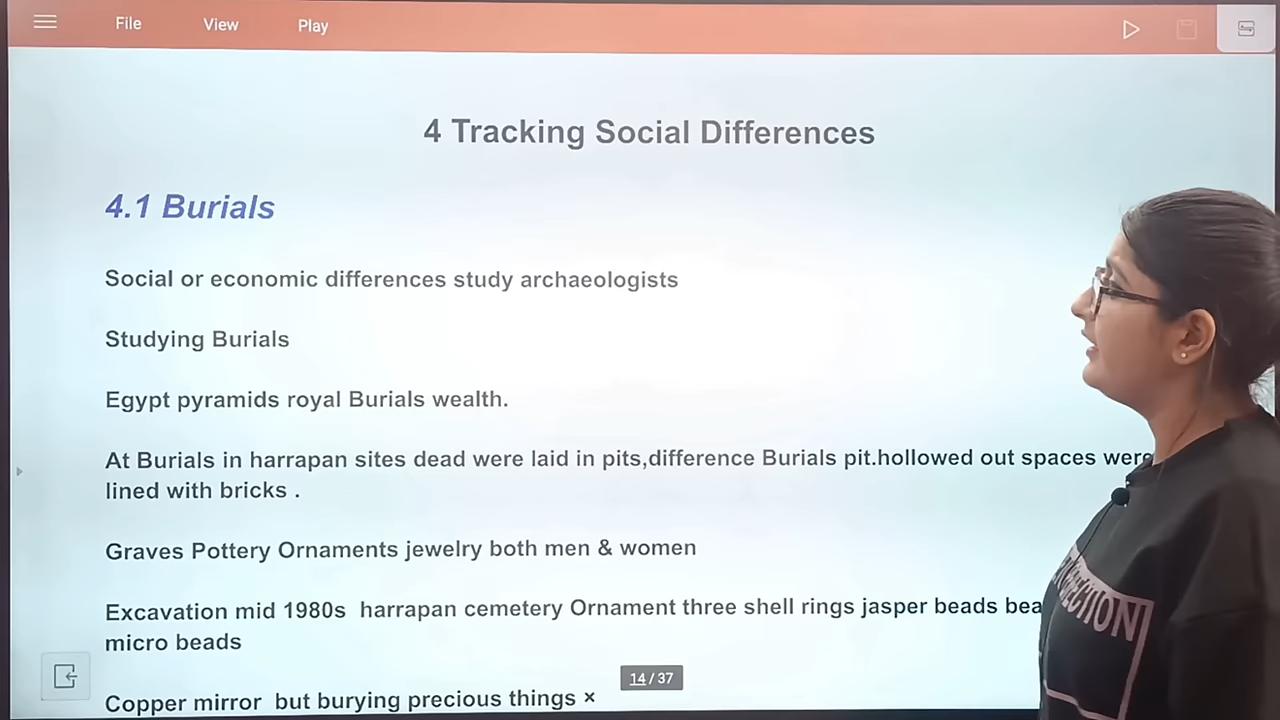 File View Play
4 Tracking Social Differences
4.1 Burials
Social or economic differences study archaeologists
Studying Burials
Egypt pyramids royal Burials wealth.
At Burials in harrapan sites dead were laid in pits,difference Burials pit.hollowed out spaces were
lined with bricks .
Graves Pottery Ornaments jewelry both men & women
Excavation mid 1980s harrapan cemetery Ornament three shell rings jasper beads
micro beads
14 / 37
Copper mirror but burying precious things ×